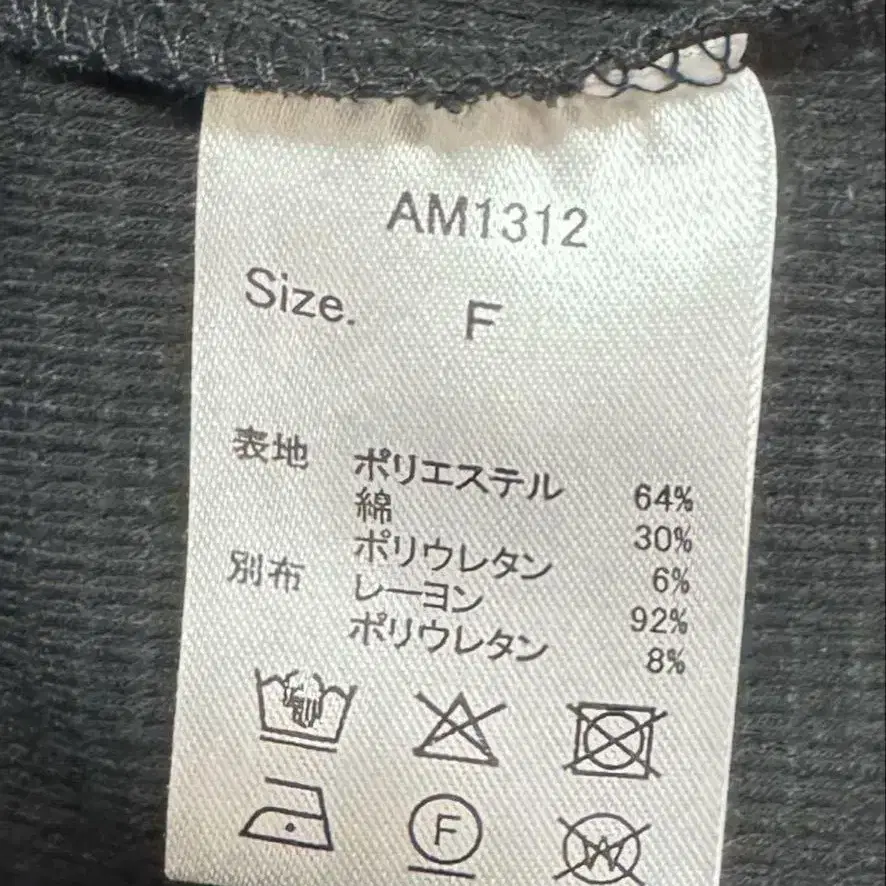 AM1312
Size. F
表地 ポリエステル 64%
綿 30%
ポリウレタン 6%
別布 レーヨン 92%
ポリウレタン 8%
F
W